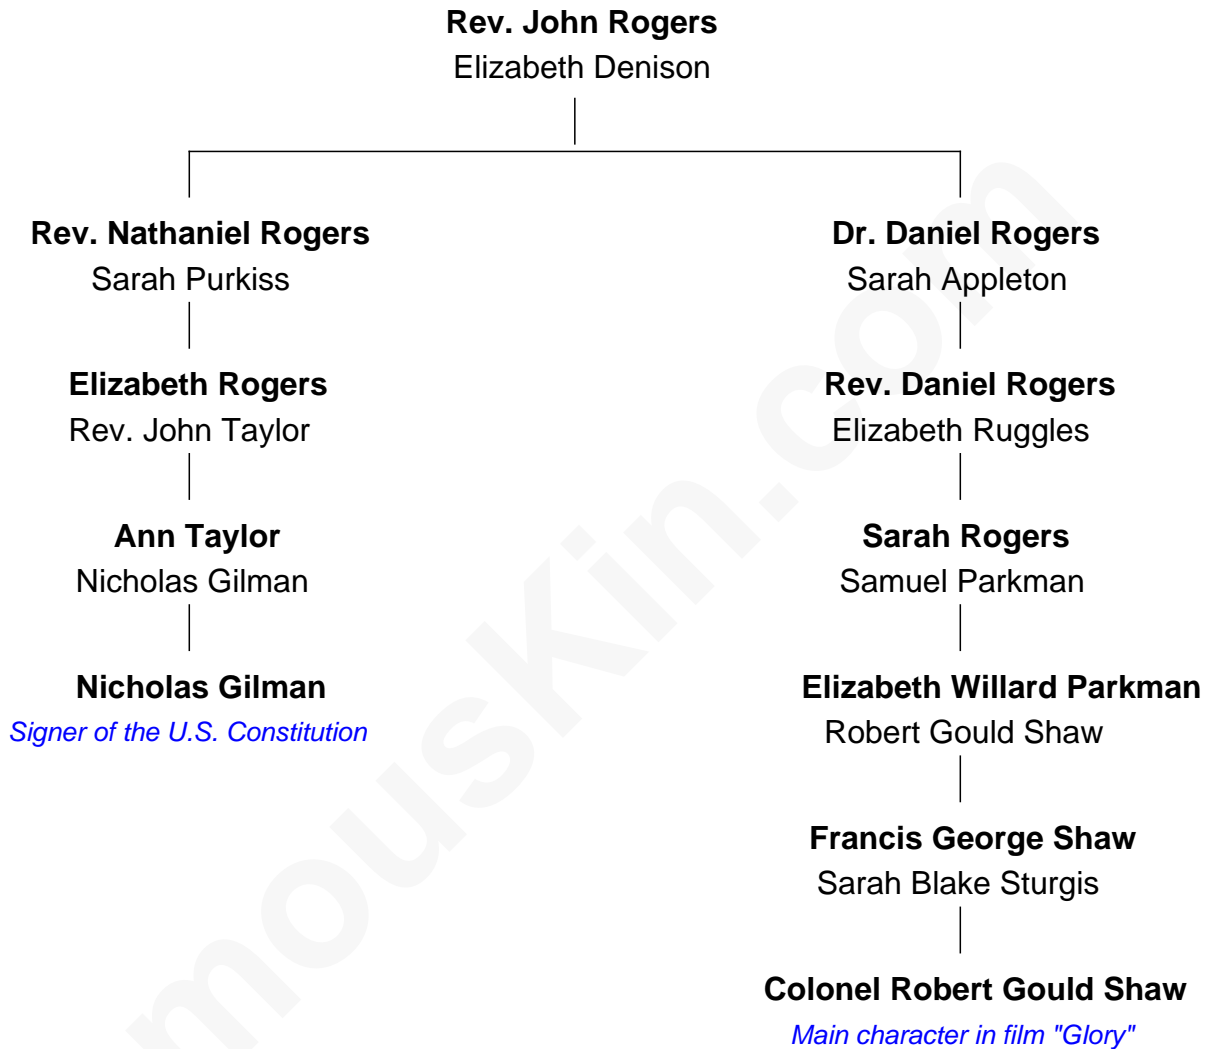 Rev. John Rogers
Elizabeth Denison
Rev. Nathaniel Rogers
Sarah Purkiss
Dr. Daniel Rogers
Sarah Appleton
Elizabeth Rogers
Rev. John Taylor
Rev. Daniel Rogers
Elizabeth Ruggles
Ann Taylor
Nicholas Gilman
Sarah Rogers
Samuel Parkman
Nicholas Gilman
Signer of the U.S. Constitution
Elizabeth Willard Parkman
Robert Gould Shaw
Francis George Shaw
Sarah Blake Sturgis
Colonel Robert Gould Shaw
Main character in film "Glory"
mousKin.com